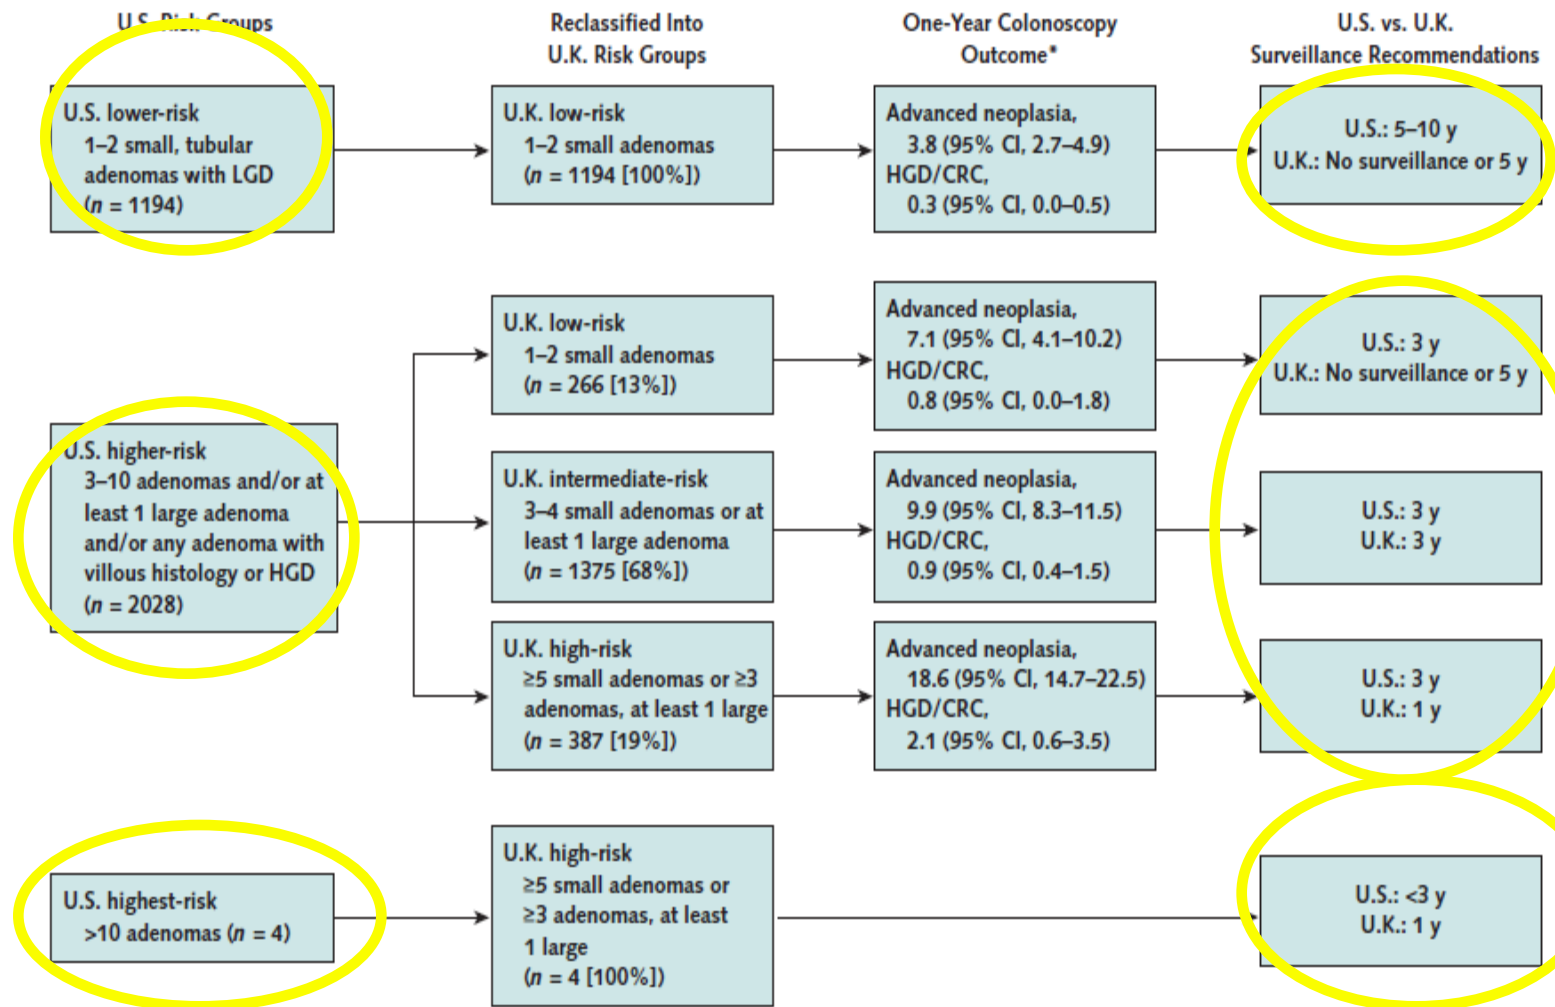 U.S. Risk Groups
Reclassified Into
U.K. Risk Groups
One-Year Colonoscopy
Outcome*
U.S. vs. U.K.
Surveillance Recommendations
U.S. lower-risk
1–2 small, tubular
adenomas with LGD
(n = 1194)
U.K. low-risk
1–2 small adenomas
(n = 1194 [100%])
Advanced neoplasia,
3.8 (95% CI, 2.7–4.9)
HGD/CRC,
0.3 (95% CI, 0.0–0.5)
U.S.: 5–10 y
U.K.: No surveillance or 5 y
U.S. higher-risk
3–10 adenomas and/or at
least 1 large adenoma
and/or any adenoma with
villous histology or HGD
(n = 2028)
U.K. low-risk
1–2 small adenomas
(n = 266 [13%])
Advanced neoplasia,
7.1 (95% CI, 4.1–10.2)
HGD/CRC,
0.8 (95% CI, 0.0–1.8)
U.S.: 3 y
U.K.: No surveillance or 5 y
U.K. intermediate-risk
3–4 small adenomas or at
least 1 large adenoma
(n = 1375 [68%])
Advanced neoplasia,
9.9 (95% CI, 8.3–11.5)
HGD/CRC,
0.9 (95% CI, 0.4–1.5)
U.S.: 3 y
U.K.: 3 y
U.K. high-risk
≥5 small adenomas or ≥3
adenomas, at least 1 large
(n = 387 [19%])
Advanced neoplasia,
18.6 (95% CI, 14.7–22.5)
HGD/CRC,
2.1 (95% CI, 0.6–3.5)
U.S.: 3 y
U.K.: 1 y
U.S. highest-risk
>10 adenomas (n = 4)
U.K. high-risk
≥5 small adenomas or
≥3 adenomas, at least
1 large
(n = 4 [100%])
U.S.: <3 y
U.K.: 1 y